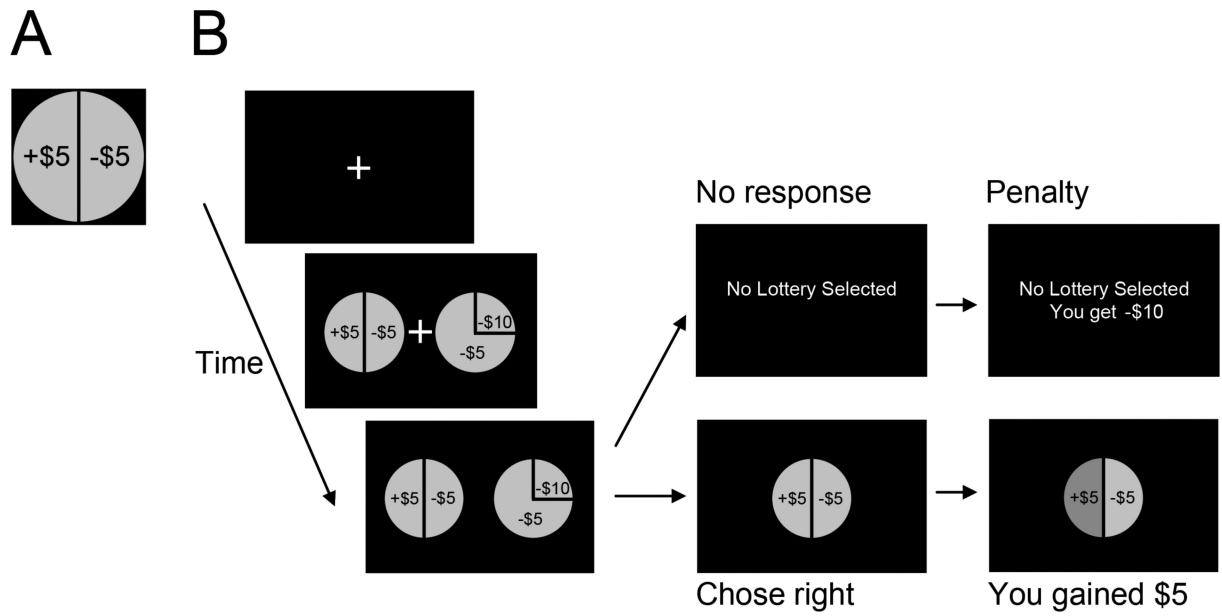 A
B
+$5 -$5
+
No response
Penalty
+$5 -$5 + -$10
-$5
No Lottery Selected
No Lottery Selected
You get -$10
Time
+$5 -$5 -$10
-$5
+$5 -$5
+$5 -$5
Chose right
You gained $5